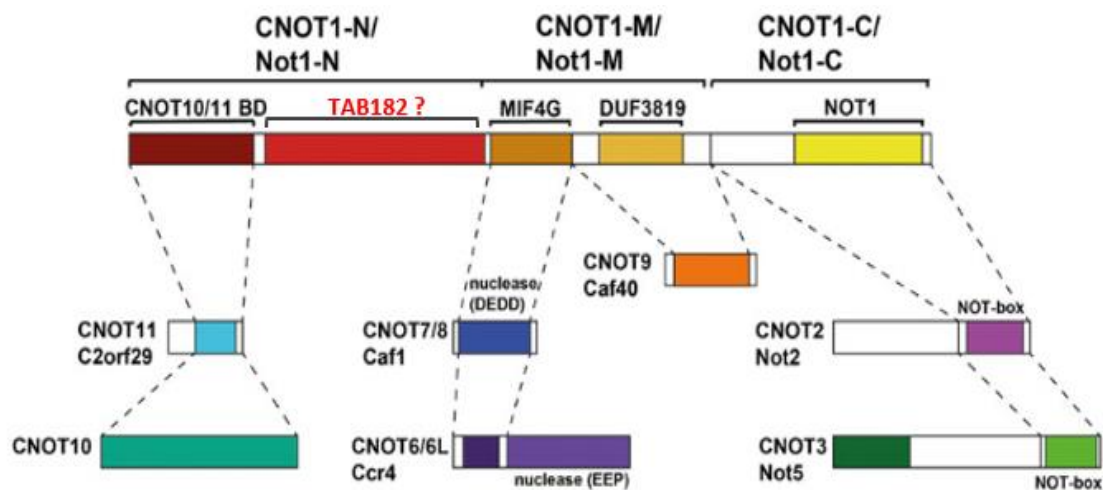 CNOT1-N/ CNOT1-M/ CNOT1-C/
Not1-N Not1-M Not1-C
CNOT10/11 BD TAB182 ? MIF4G DUF3819 NOT1
CNOT9
Caf40
nuclease
(DEDD)
NOT-box
CNOT11
C2orf29
CNOT7/8
Caf1
CNOT2
Not2
CNOT10
CNOT6/6L
Ccr4
nuclease (EEP)
CNOT3
Not5
NOT-box